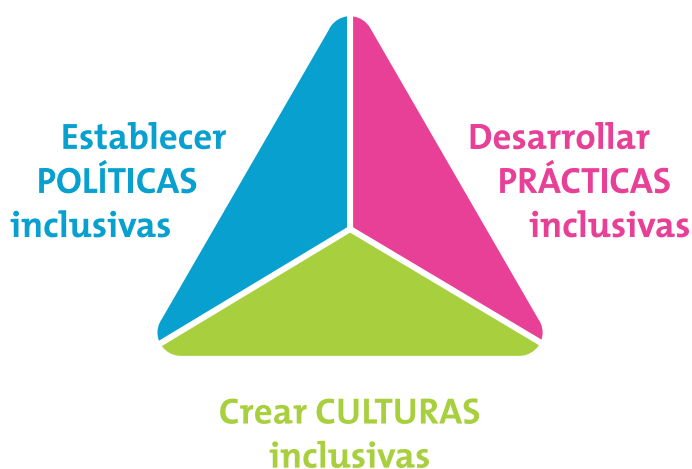 Establecer
POLÍTICAS
inclusivas
Desarrollar
PRÁCTICAS
inclusivas
Crear CULTURAS
inclusivas